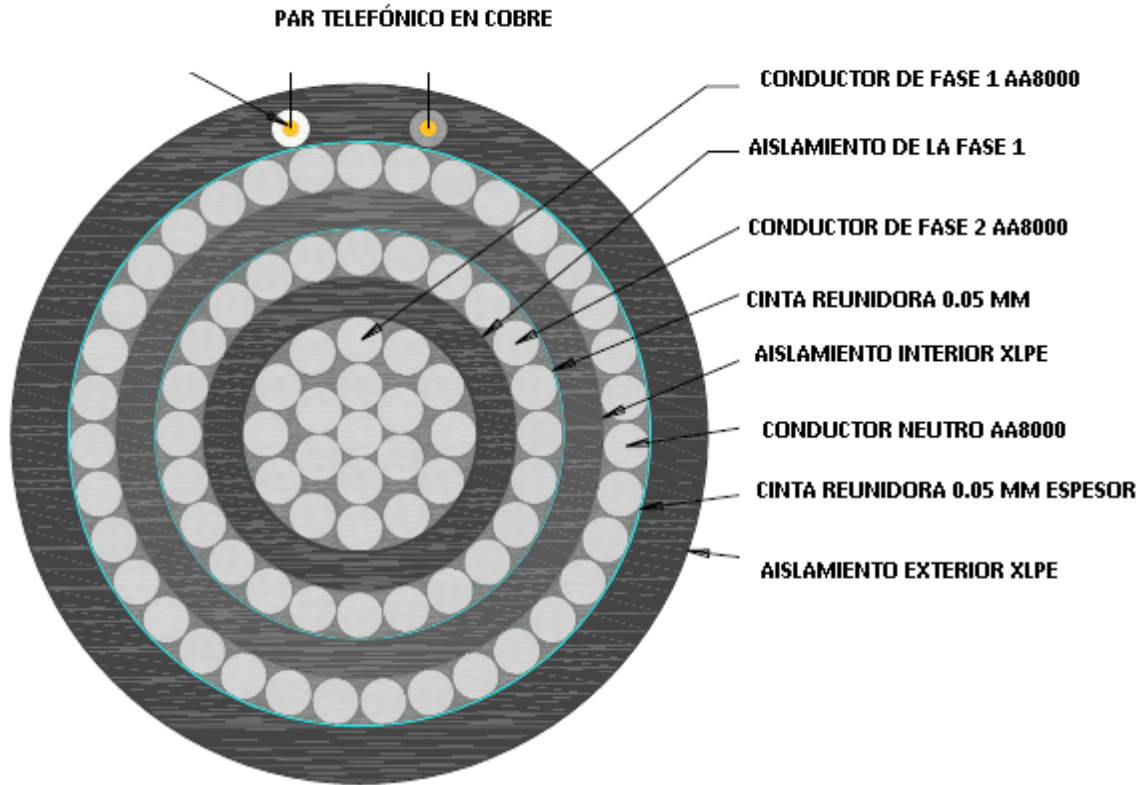 PAR TELEFÓNICO EN COBRE
CONDUCTOR DE FASE 1 AA8000
AISLAMIENTO DE LA FASE 1
CONDUCTOR DE FASE 2 AA8000
CINTA REUNIDORA 0.05 MM
AISLAMIENTO INTERIOR XLPE
CONDUCTOR NEUTRO AA8000
CINTA REUNIDORA 0.05 MM ESPESOR
AISLAMIENTO EXTERIOR XLPE